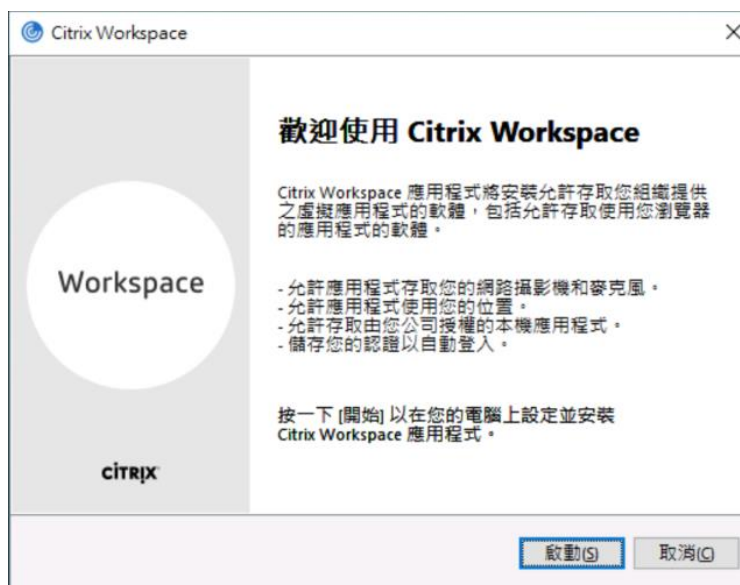 Citrix Workspace
歡迎使用 Citrix Workspace
Citrix Workspace 應用程式將安裝允許存取您組織提供
之虛擬應用程式的軟體，包括允許存取使用您瀏覽器
的應用程式的軟體。
Workspace
- 允許應用程式存取您的網路攝影機和麥克風。
- 允許應用程式使用您的位置。
- 允許存取由您公司授權的本機應用程式。
- 儲存您的認證以自動登入。
按一下 [開始] 以在您的電腦上設定並安裝
Citrix Workspace 應用程式。
CITRIX
啟動(S)
取消(C)